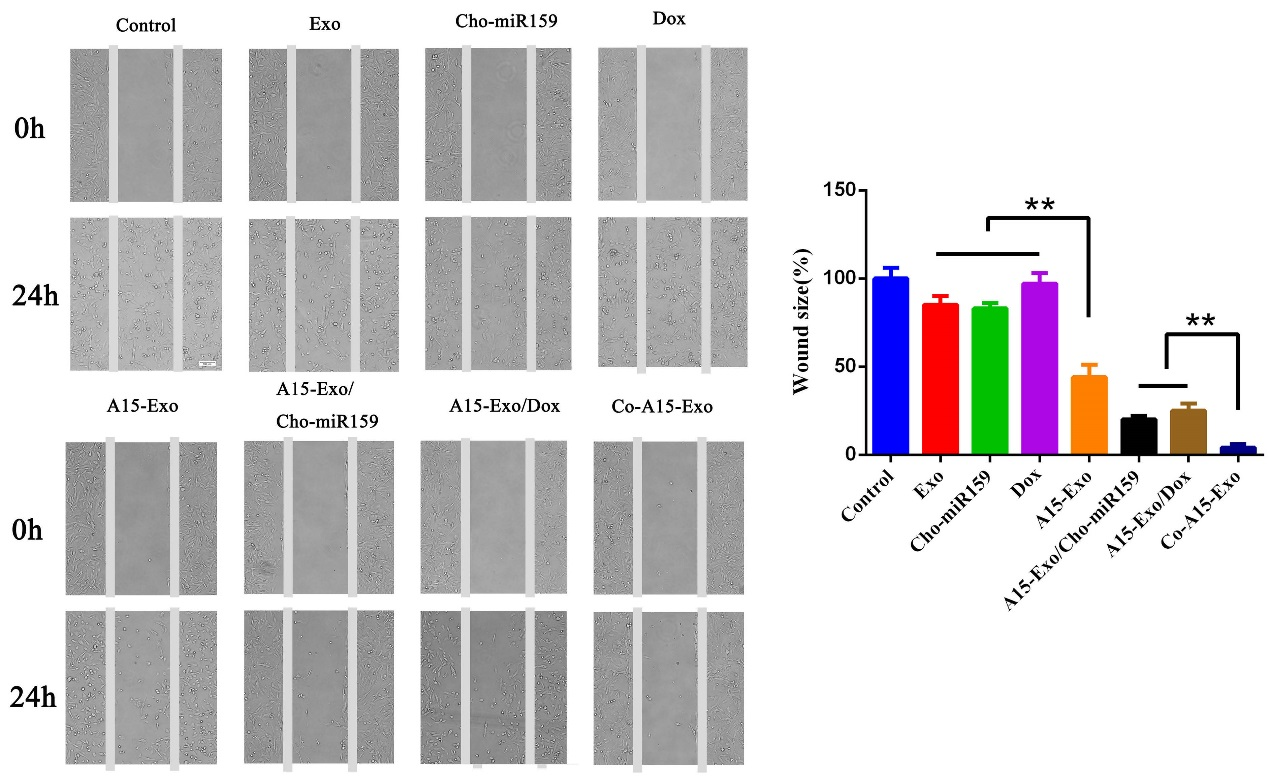 Control Exo Cho-miR159 Dox
0h
24h
A15-Exo A15-Exo/ A15-Exo/Dox Co-A15-Exo
Cho-miR159
0h
24h
Wound size(%)
150
100
50
0
**
**
Control
Exo
Cho-miR159
Dox
A15-Exo
A15-Exo/Cho-miR159
A15-Exo/Dox
Co-A15-Exo